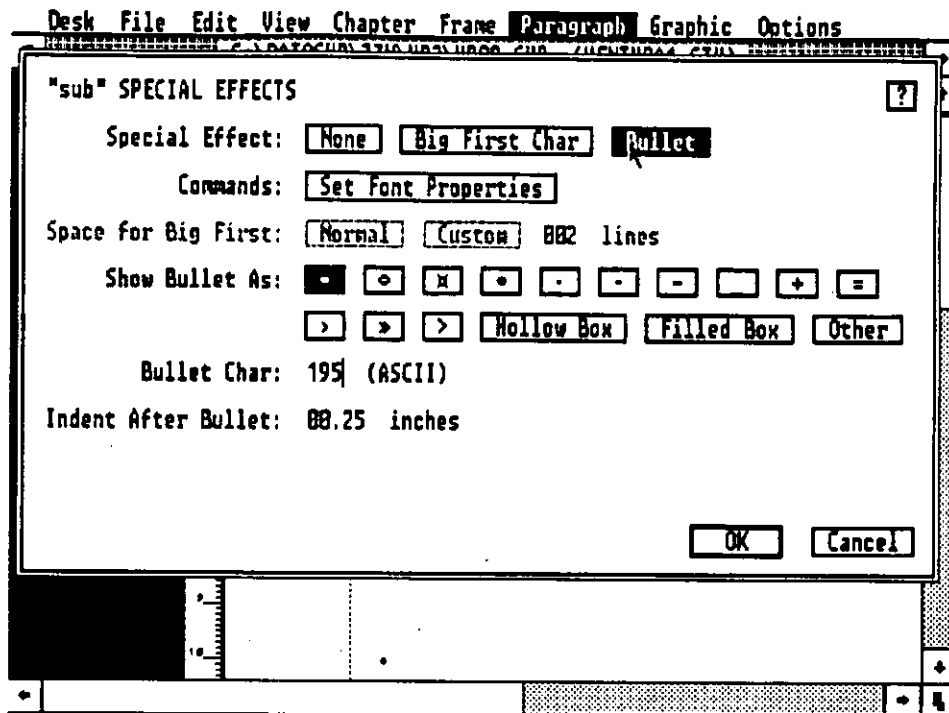 Desk File Edit View Chapter Frame Paragraph Graphic Options
"sub" SPECIAL EFFECTS ?
Special Effect: None Big First Char Bullet
Commands: Set Font Properties
Space for Big First: Normal Custom 002 lines
Show Bullet As: - + =
› » > Hollow Box Filled Box Other
Bullet Char: 195 (ASCII)
Indent After Bullet: 00.25 inches
OK Cancel
9
10